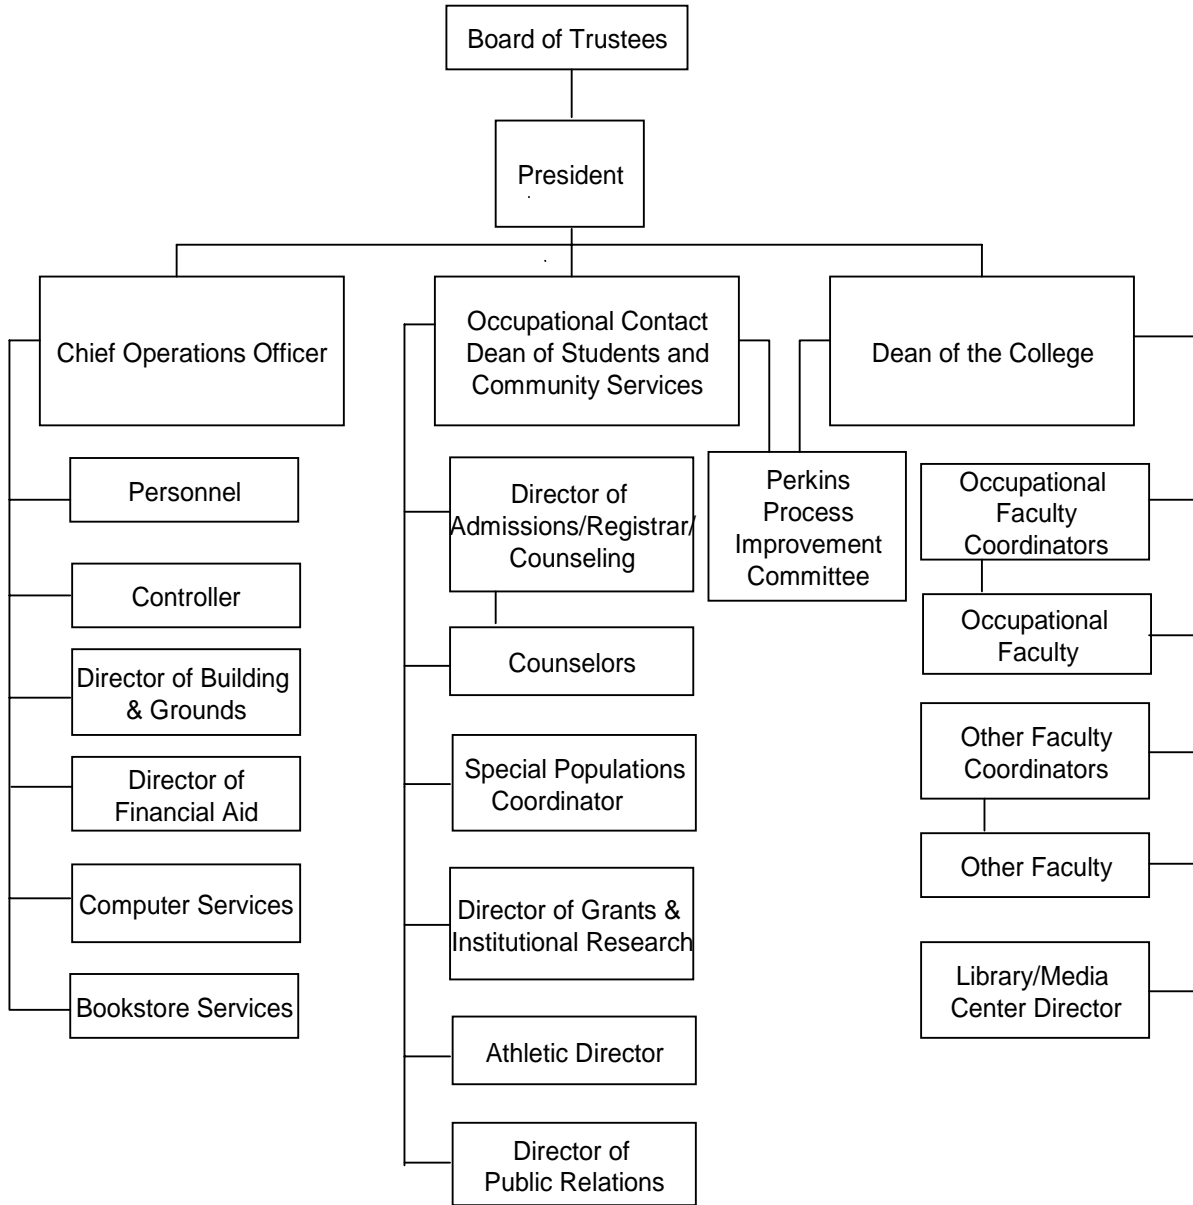 Board of Trustees
President
Chief Operations Officer
Occupational Contact
Dean of Students and
Community Services
Dean of the College
Personnel
Controller
Director of Building
& Grounds
Director of
Financial Aid
Computer Services
Bookstore Services
Director of
Admissions/Registrar/
Counseling
Counselors
Special Populations
Coordinator
Director of Grants &
Institutional Research
Athletic Director
Director of
Public Relations
Perkins
Process
Improvement
Committee
Occupational
Faculty
Coordinators
Occupational
Faculty
Other Faculty
Coordinators
Other Faculty
Library/Media
Center Director